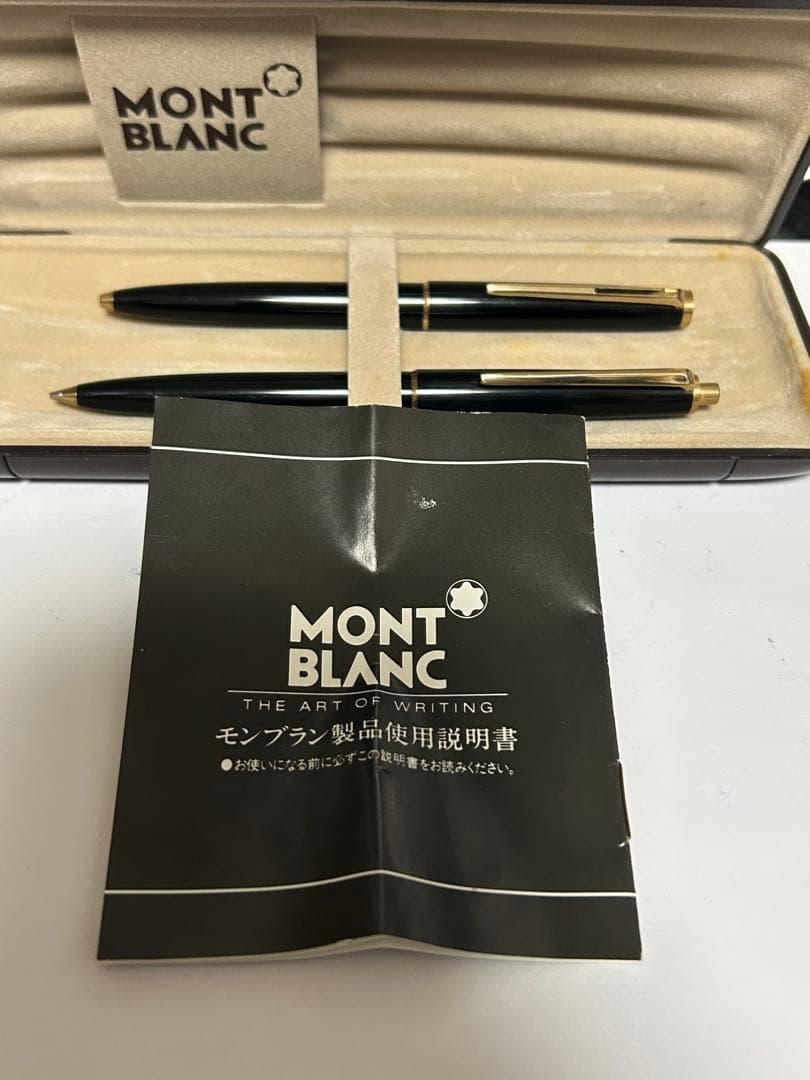 MONT
BLANC
MONT
BLANC
THE ART OF WRITING
モンブラン製品使用説明書
●お使いになる前に必ずこの説明書をお読みください。